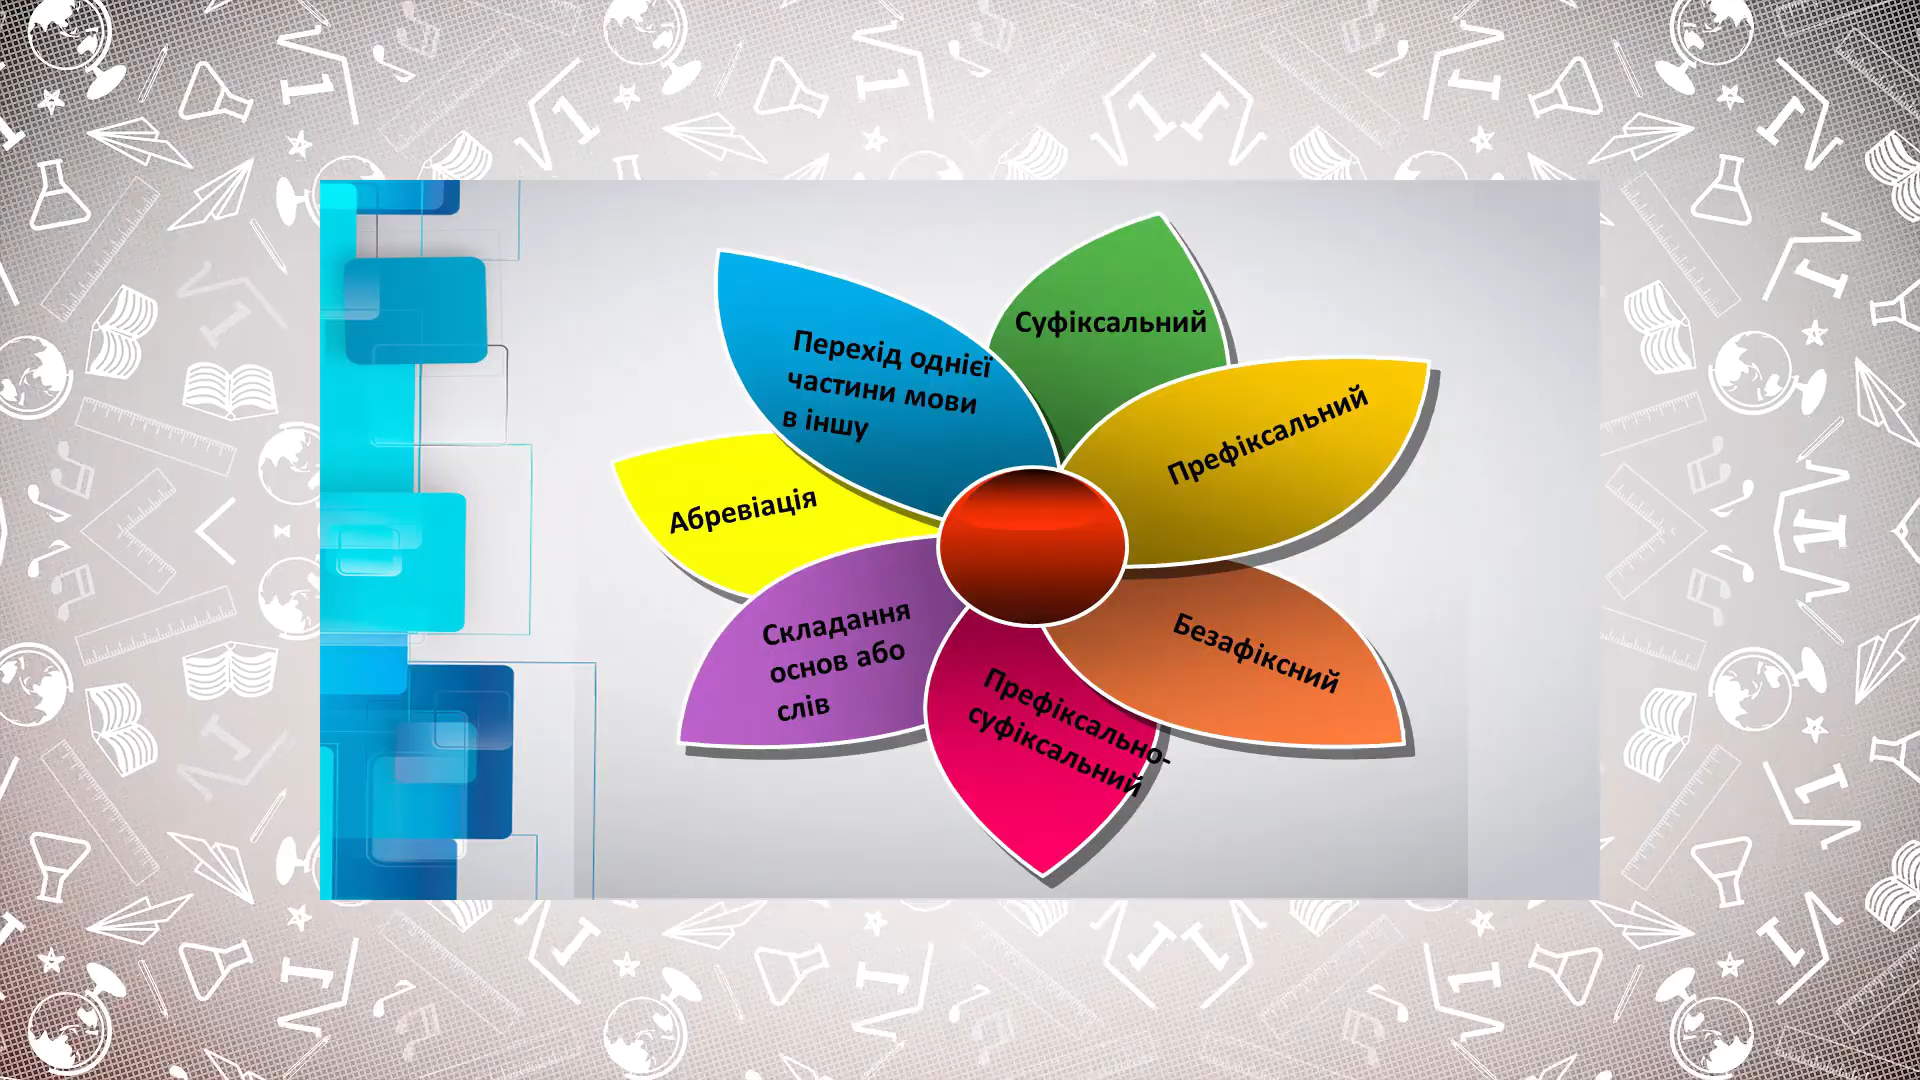 Суфіксальний
Перехід однієї
частини мови
в іншу
Префіксальний
Абревіація
Складання
основ або
слів
Безафіксний
Префіксально-
суфіксальний